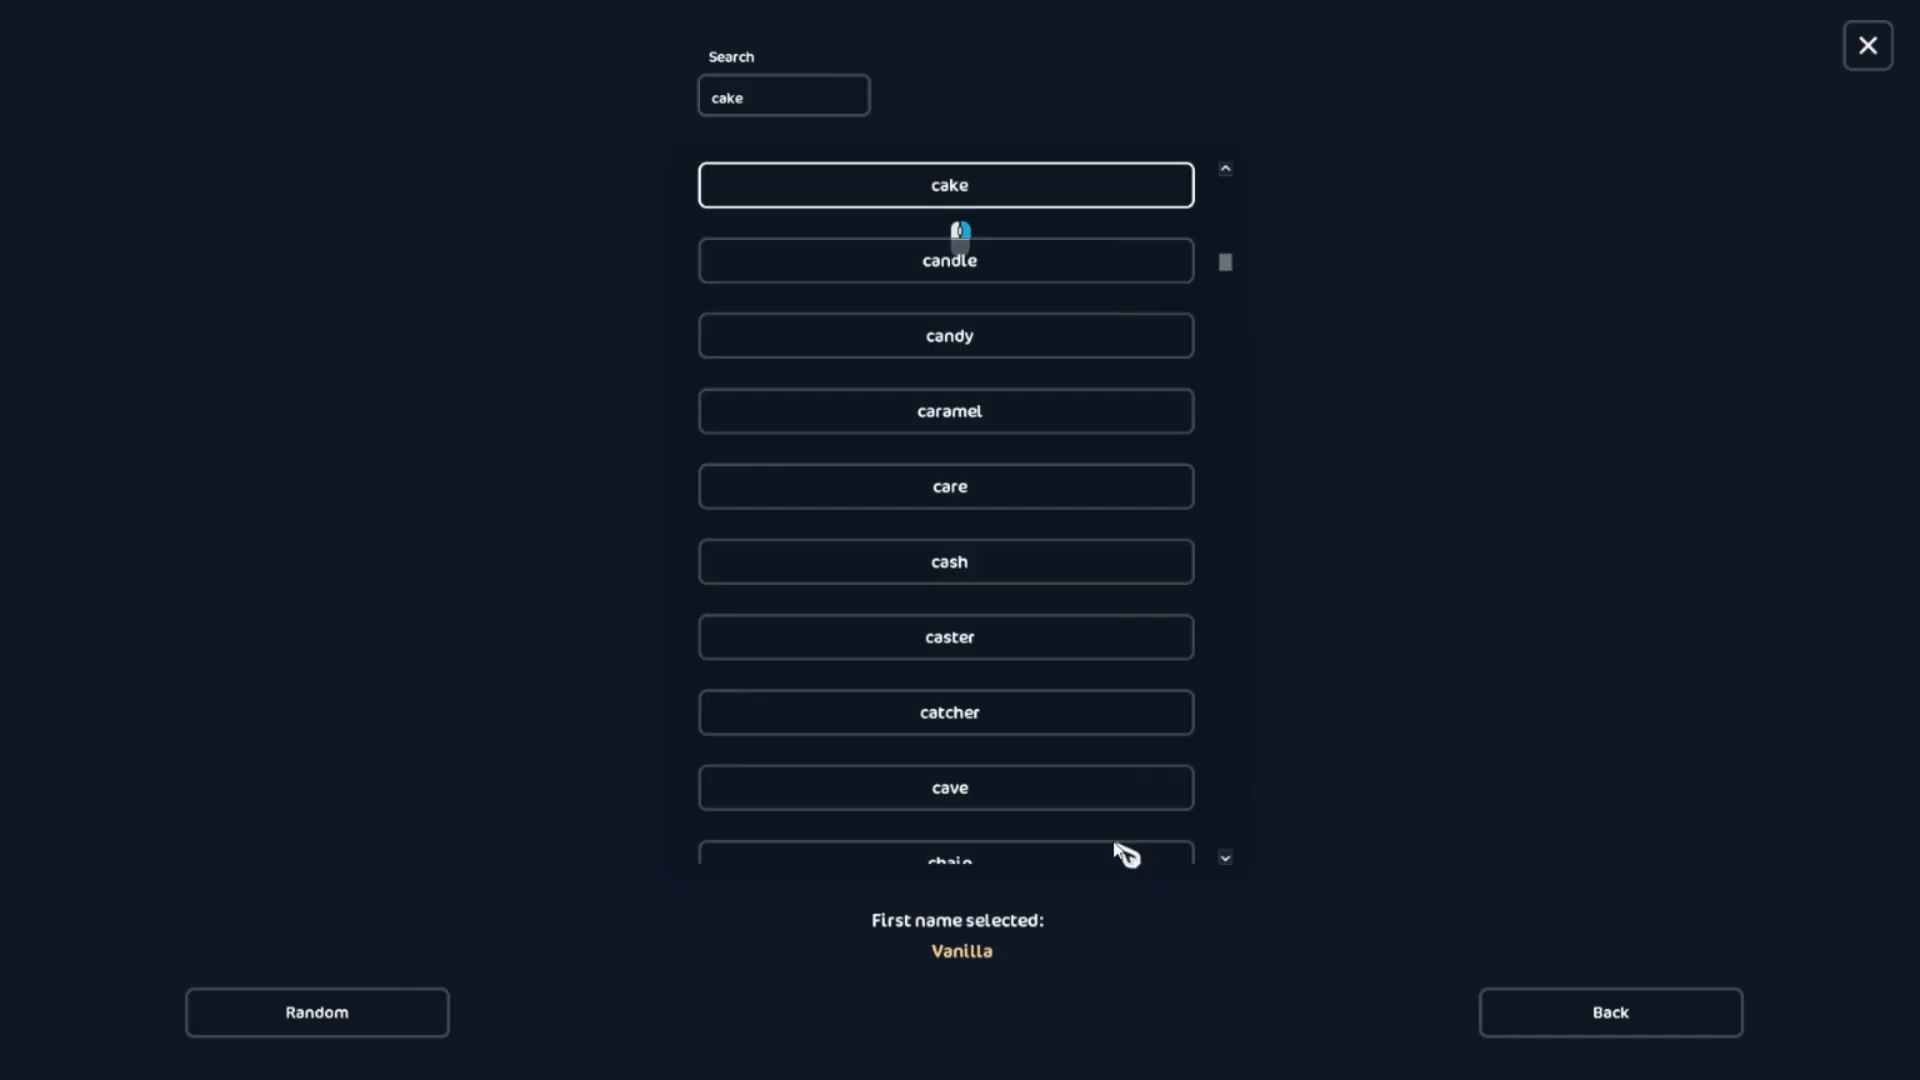 Search
cake
cake
candle
candy
caramel
care
cash
caster
catcher
cave
First name selected:
Vanilla
Random
Back